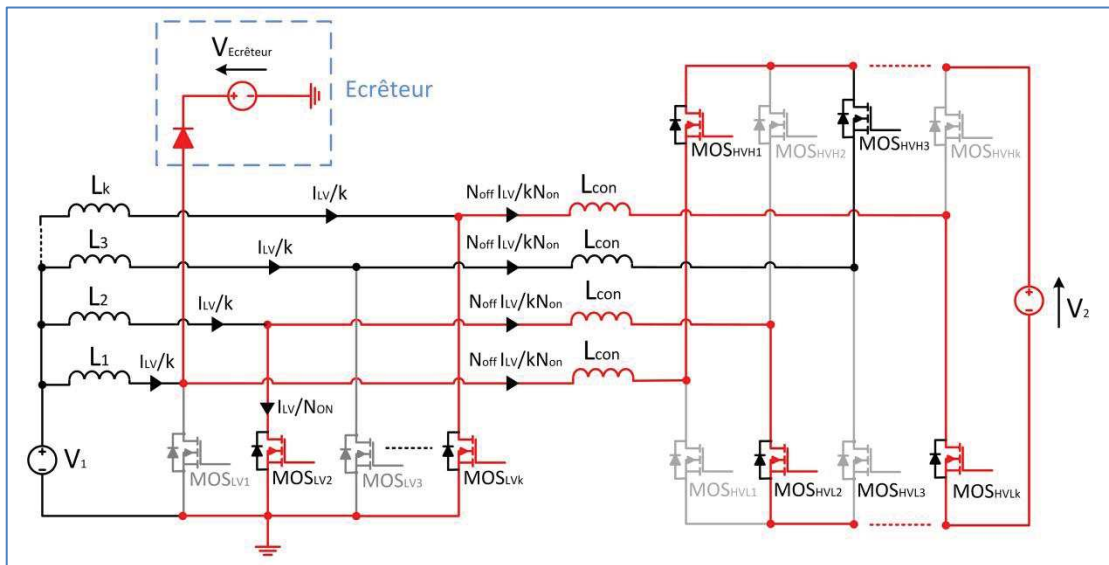 VEcrêteur
Ecrêteur
MOSHVH1
MOSHVH2
MOSHVH3
MOSHVHk
Lk
ILV/k
Noff ILV/kNon
Lcon
L3
ILV/k
Noff ILV/kNon
Lcon
L2
ILV/k
Noff ILV/kNon
Lcon
V2
L1
ILV/k
Noff ILV/kNon
Lcon
ILV/NON
V1
MOSLV1
MOSLV2
MOSLV3
MOSLVk
MOSHVL1
MOSHVL2
MOSHVL3
MOSHVLk